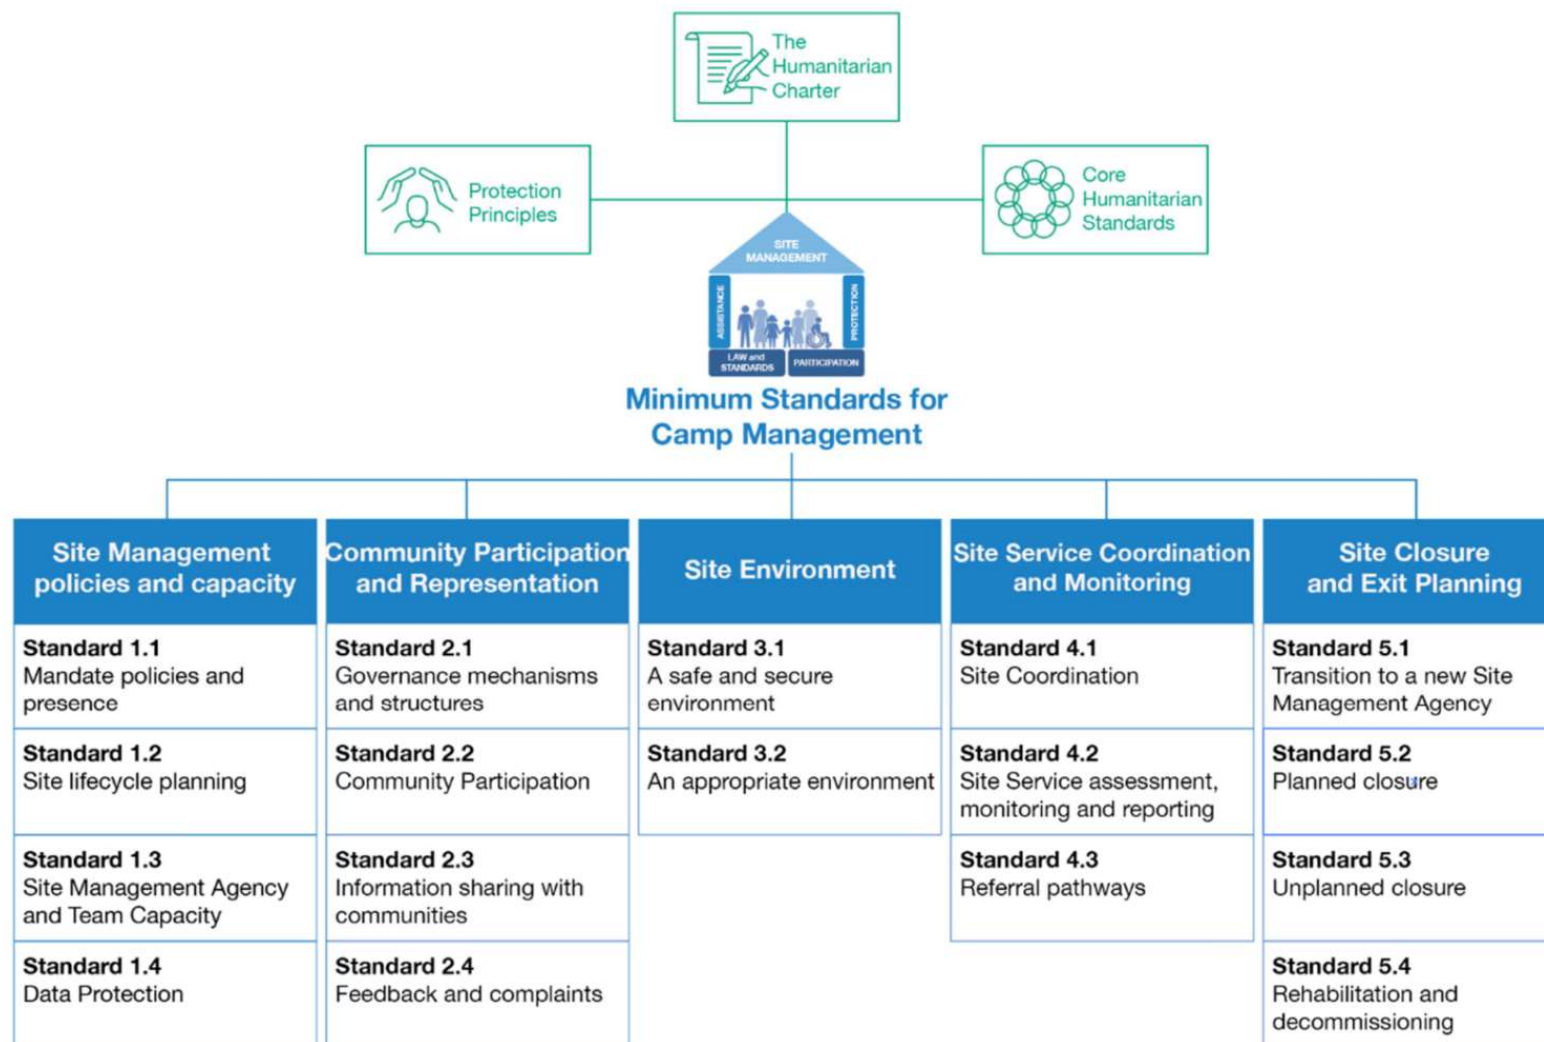 The
Humanitarian
Charter
Protection
Principles
Core
Humanitarian
Standards
SITE
MANAGEMENT
ASSISTANCE
PROTECTION
LAW and
STANDARDS
PARTICIPATION
Minimum Standards for
Camp Management
Site Management
policies and capacity
Standard 1.1
Mandate policies and
presence
Standard 1.2
Site lifecycle planning
Standard 1.3
Site Management Agency
and Team Capacity
Standard 1.4
Data Protection
Community Participation
and Representation
Standard 2.1
Governance mechanisms
and structures
Standard 2.2
Community Participation
Standard 2.3
Information sharing with
communities
Standard 2.4
Feedback and complaints
Site Environment
Standard 3.1
A safe and secure
environment
Standard 3.2
An appropriate environment
Site Service Coordination
and Monitoring
Standard 4.1
Site Coordination
Standard 4.2
Site Service assessment,
monitoring and reporting
Standard 4.3
Referral pathways
Site Closure
and Exit Planning
Standard 5.1
Transition to a new Site
Management Agency
Standard 5.2
Planned closure
Standard 5.3
Unplanned closure
Standard 5.4
Rehabilitation and
decommissioning